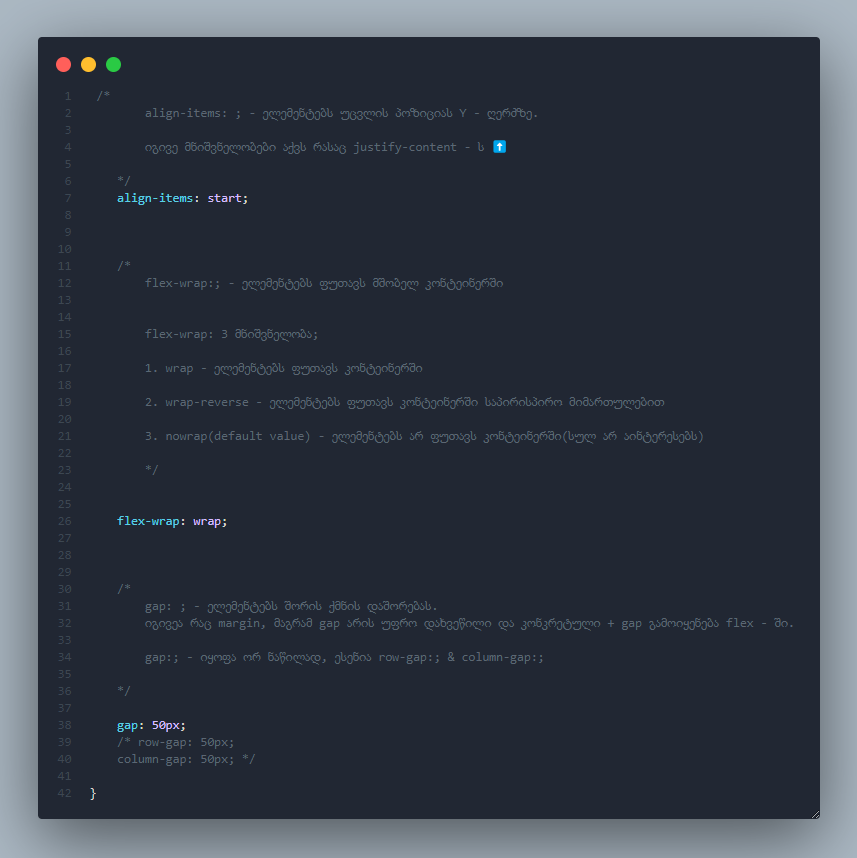 1 /*
2 align-items: ; - ელემენტებს უცვლის პოზიციას Y - ღერძზე.
3
4 იგივე მნიშვნელობები აქვს რასაც justify-content - ს ⬆️
5
6 */
7 align-items: start;
8
9
10
11 /*
12 flex-wrap:; - ელემენტებს ფუთავს მშობელ კონტეინერში
13
14
15 flex-wrap: 3 მნიშვნელობა;
16
17 1. wrap - ელემენტებს ფუთავს კონტეინერში
18
19 2. wrap-reverse - ელემენტებს ფუთავს კონტეინერში საპირისპირო მიმართულებით
20
21 3. nowrap(default value) - ელემენტებს არ ფუთავს კონტეინერში(სულ არ აინტერესებს)
22
23 */
24
25
26 flex-wrap: wrap;
27
28
29
30 /*
31 gap: ; - ელემენტებს შორის ქმნის დაშორებას.
32 იგივეა რაც margin, მაგრამ gap არის უფრო დახვეწილი და კონკრეტული + gap გამოიყენება flex - ში.
33
34 gap:; - იყოფა ორ ნაწილად, ესენია row-gap:; & column-gap:;
35
36 */
37
38 gap: 50px;
39 /* row-gap: 50px;
40 column-gap: 50px; */
41
42 }